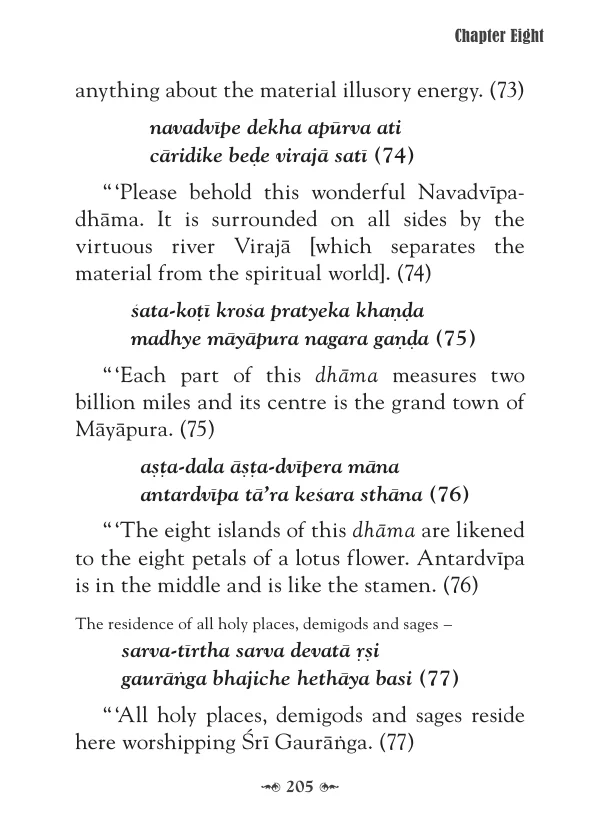 Chapter Eight
anything about the material illusory energy. (73)
navadvīpe dekha apūrva ati
cāridike beḍe virajā satī (74)
“ ‘Please behold this wonderful Navadvīpa-
dhāma. It is surrounded on all sides by the
virtuous river Virajā [which separates the
material from the spiritual world]. (74)
śata-koṭī krośa pratyeka khaṇḍa
madhye māyāpura nagara gaṇḍa (75)
“ ‘Each part of this dhāma measures two
billion miles and its centre is the grand town of
Māyāpura. (75)
aṣṭa-dala āṣṭa-dvīpera māna
antardvīpa tā’ra keśara sthāna (76)
“ ‘The eight islands of this dhāma are likened
to the eight petals of a lotus flower. Antardvīpa
is in the middle and is like the stamen. (76)
The residence of all holy places, demigods and sages –
sarva-tīrtha sarva devatā ṛṣi
gaurāṅga bhajiche hethāya basi (77)
“ ‘All holy places, demigods and sages reside
here worshipping Śrī Gaurāṅga. (77)
205